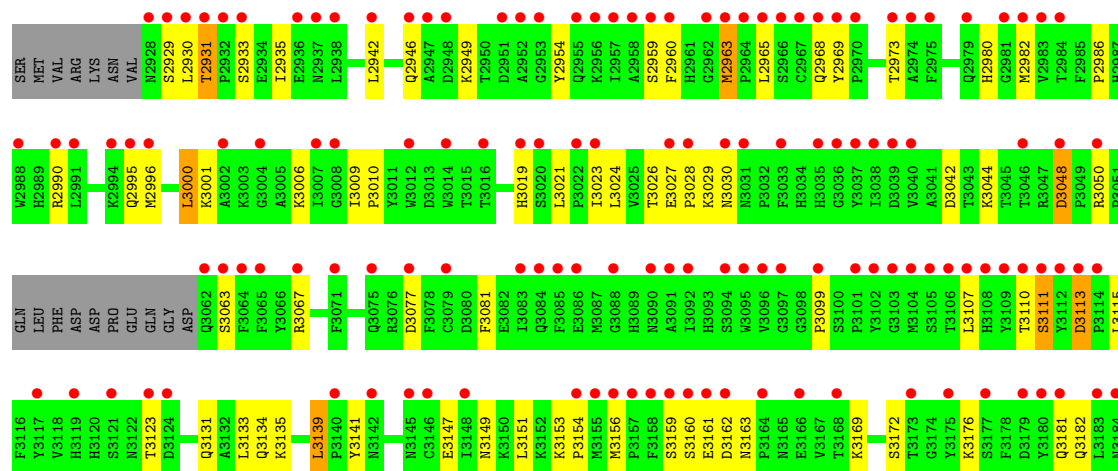 SER MET VAL ARG LYS ASN VAL N2928 S2929 L2930 T2931 P2932 S2933 E2934 I2935 E2936 N2937 L2938 L2942 Q2946 A2947 D2948 K2949 T2950 D2951 A2952 G2953 Y2954 Q2955 K2956 I2957 A2958 S2959 F2960 H2961 G2962 M2963 P2964 L2965 S2966 C2967 Q2968 Y2969 P2970 T2973 A2974 F2975 Q2979 H2980 G2981 M2982 V2983 T2984 F2985 P2986
W2988 H2989 R2990 L2991 K2994 Q2995 M2996 L3000 K3001 A3002 K3003 G3004 A3005 K3006 I3007 G3008 I3009 P3010 Y3011 W3012 D3013 W3014 T3015 T3016 H3019 S3020 L3021 P3022 I3023 L3024 V3025 T3026 E3027 P3028 K3029 N3030 N3031 P3032 F3033 H3034 H3035 G3036 Y3037 I3038 D3039 V3040 A3041 D3042 T3043 K3044 T3045 T3046 R3047 D3048 P3049 R3050
GLN LEU PHE ASP ASP PRO GLU GLN GLY ASP Q3062 S3063 F3064 F3065 Y3066 R3067 F3071 Q3075 R3076 D3077 F3078 C3079 D3080 F3081 E3082 I3083 Q3084 F3085 E3086 M3087 G3088 H3089 N3090 A3091 I3092 H3093 S3094 W3095 V3096 G3097 G3098 P3099 S3100 P3101 Y3102 G3103 M3104 S3105 T3106 L3107 H3108 Y3109 T3110 S3111 Y3112 D3113 P3114 L3115
F3116 Y3117 V3118 H3119 H3120 S3121 N3122 T3123 D3124 Q3131 A3132 L3133 Q3134 K3135 L3139 P3140 Y3141 N3142 N3145 C3146 E3147 I3148 N3149 K3150 L3151 K3152 K3153 P3154 M3155 M3156 P3157 F3158 S3159 S3160 E3161 D3162 N3163 P3164 N3165 E3166 V3167 T3168 K3169 S3172 T3173 G3174 Y3175 K3176 S3177 F3178 D3179 Y3180 Q3181 Q3182 L3183